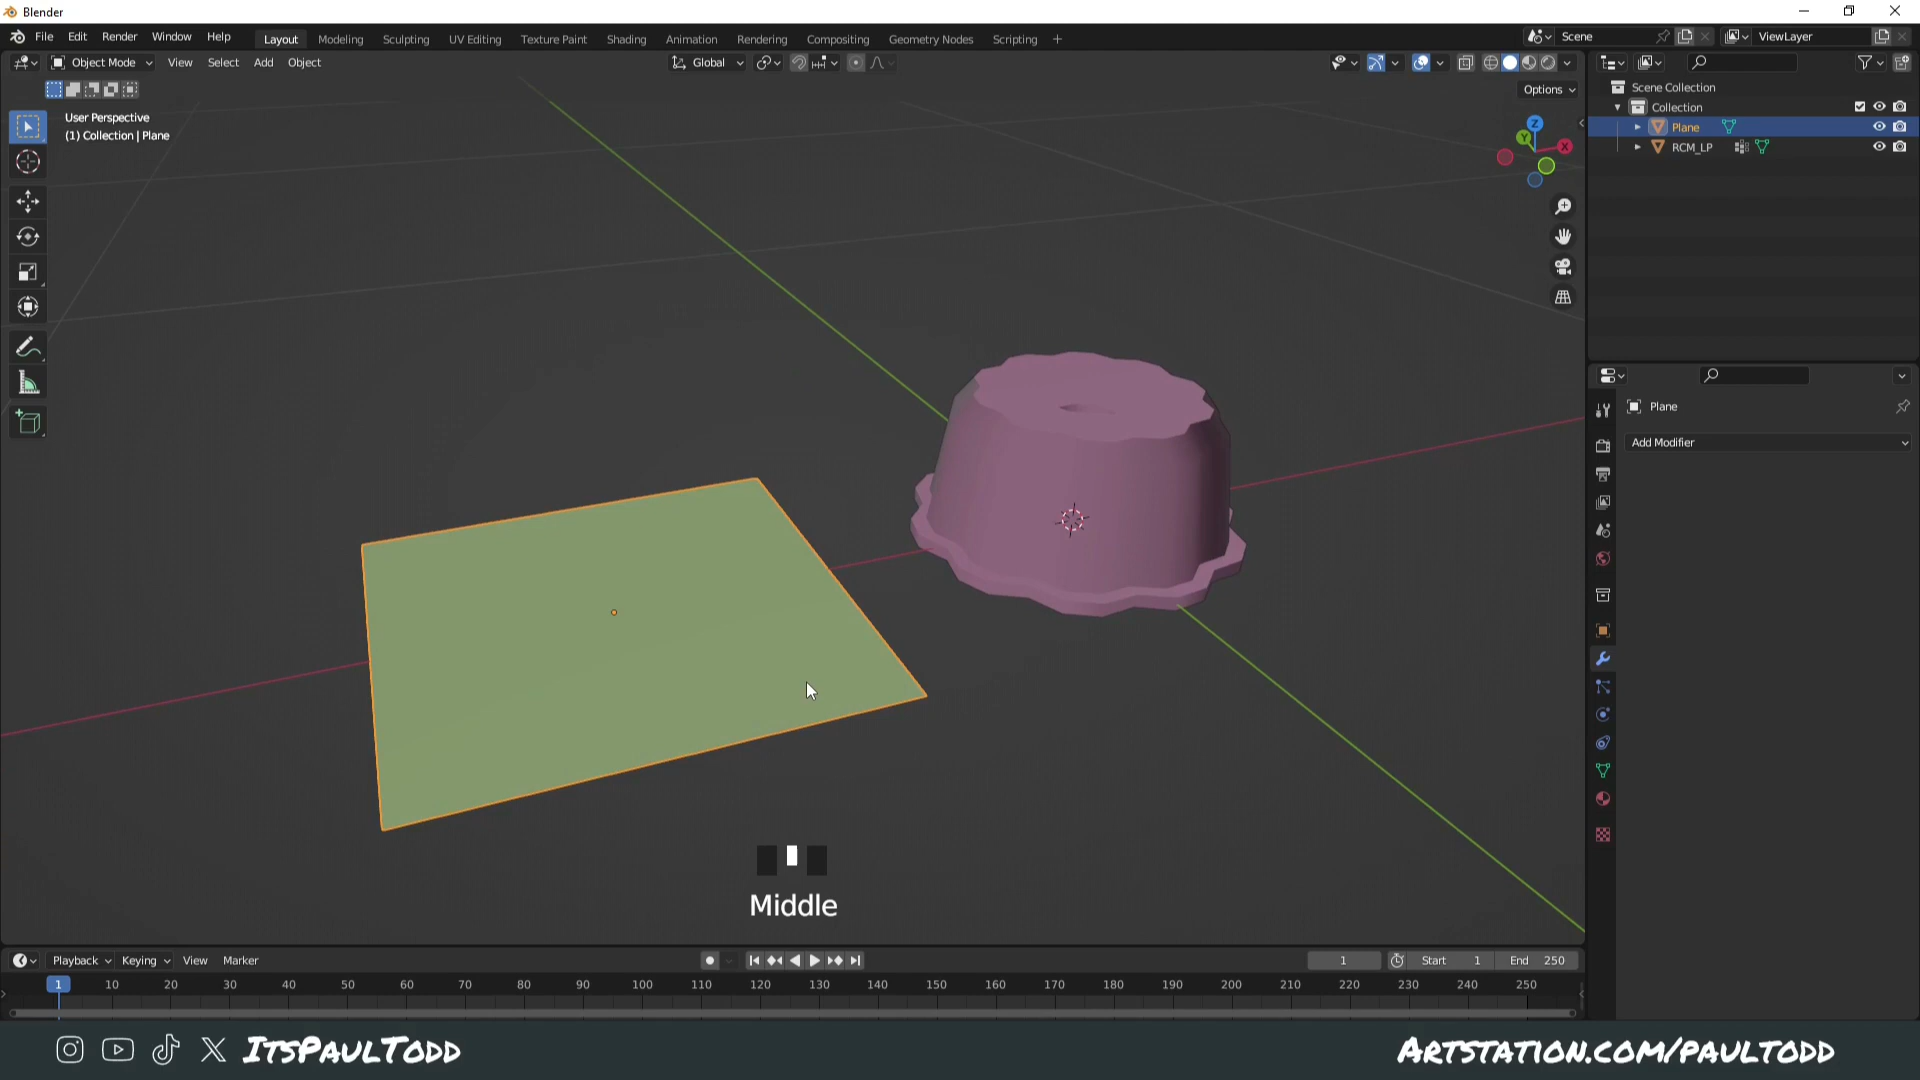 Blender
File Edit Render Window Help
Layout Modeling Sculpting UV Editing Texture Paint Shading Animation Rendering Compositing Geometry Nodes Scripting +
Scene
ViewLayer
Object Mode View Select Add Object
Global
Options
User Perspective
(1) Collection | Plane
Z
Y
X
Scene Collection
Collection
Plane
RCM_LP
Plane
Add Modifier
Middle
Playback Keying View Marker
1
Start 1
End 250
1 10 20 30 40 50 60 70 80 90 100 110 120 130 140 150 160 170 180 190 200 210 220 230 240 250
ItsPaulTodd
Artstation.com/paultodd